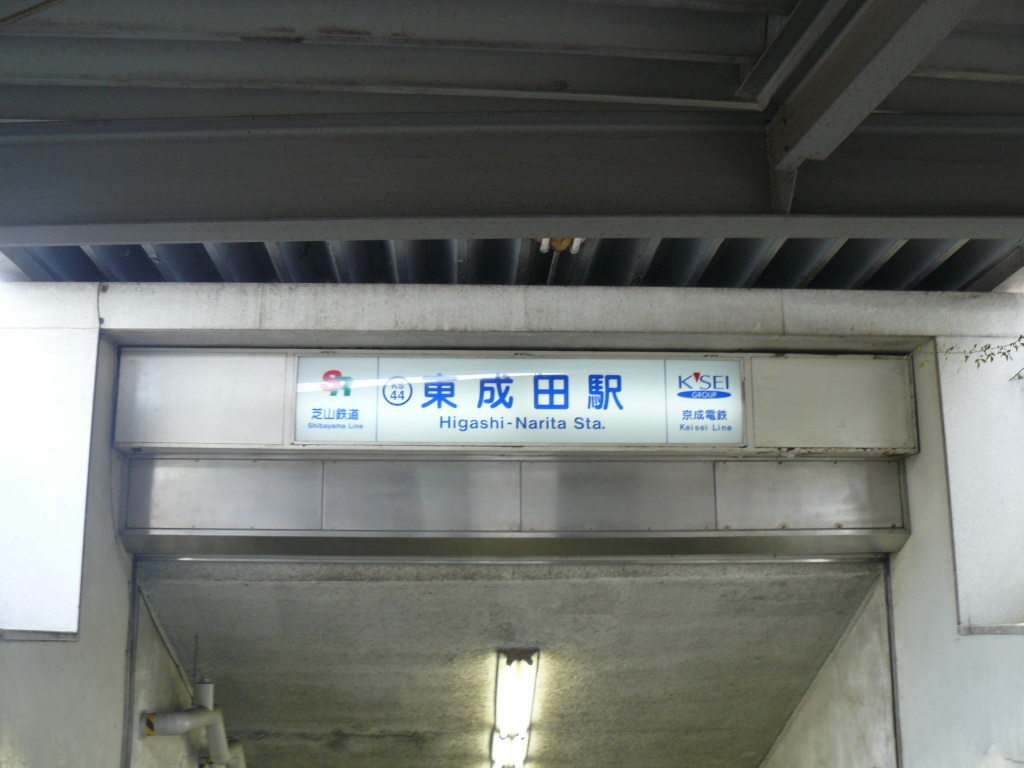 SR
芝山鉄道
Shibayama Line
KS
44
東成田駅
Higashi-Narita Sta.
K'SEI
GROUP
京成電鉄
Keisei Line